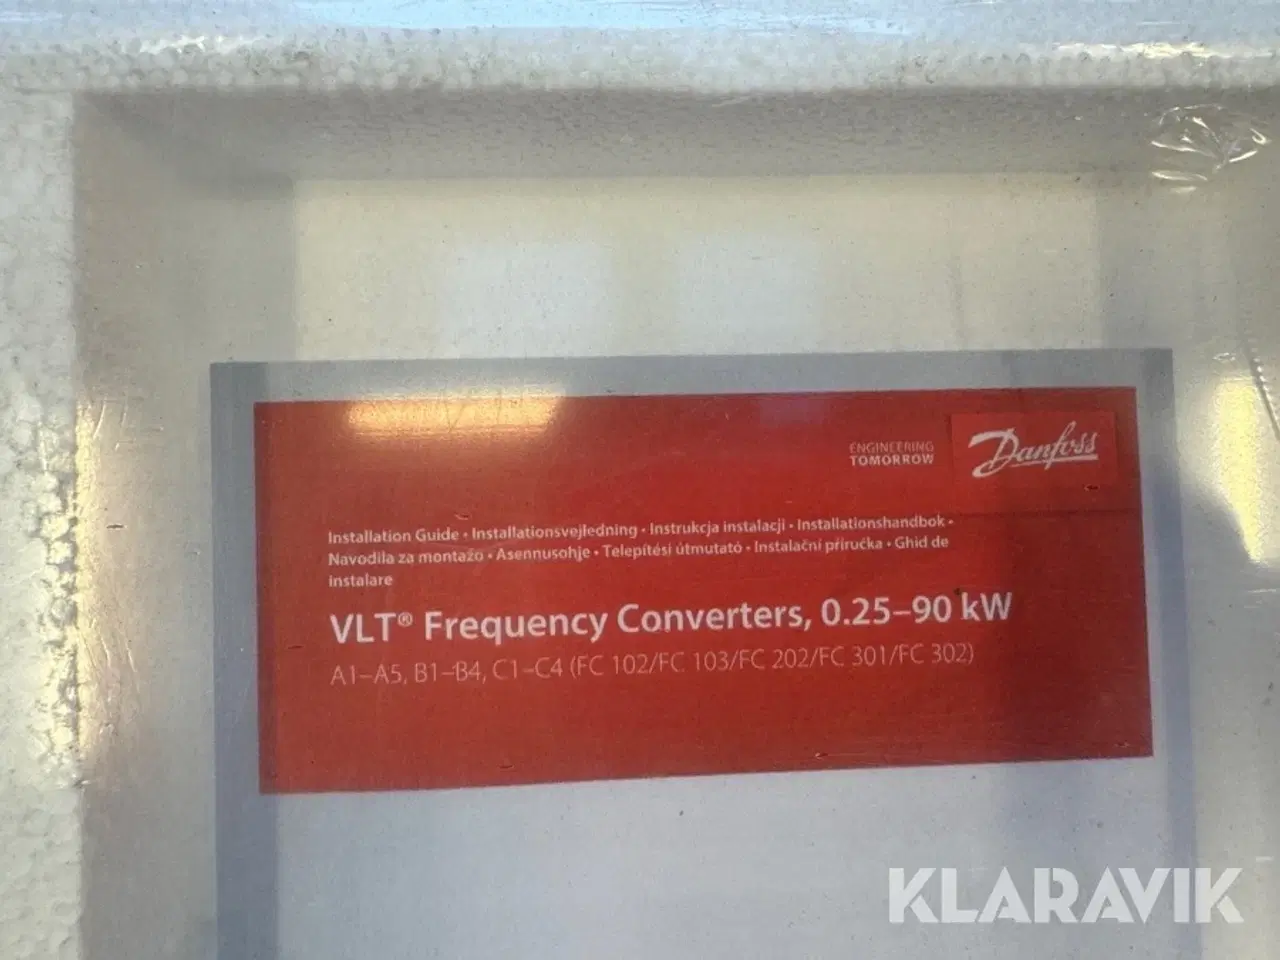 ENGINEERING
TOMORROW
Danfoss
Installation Guide • Installationsvejledning • Instrukcja instalacji • Installationshandbok •
Navodila za montažo • Asennusohje • Telepítési útmutató • Instalační příručka • Ghid de
instalare
VLT® Frequency Converters, 0.25–90 kW
A1–A5, B1–B4, C1–C4 (FC 102/FC 103/FC 202/FC 301/FC 302)
KLARAVIK